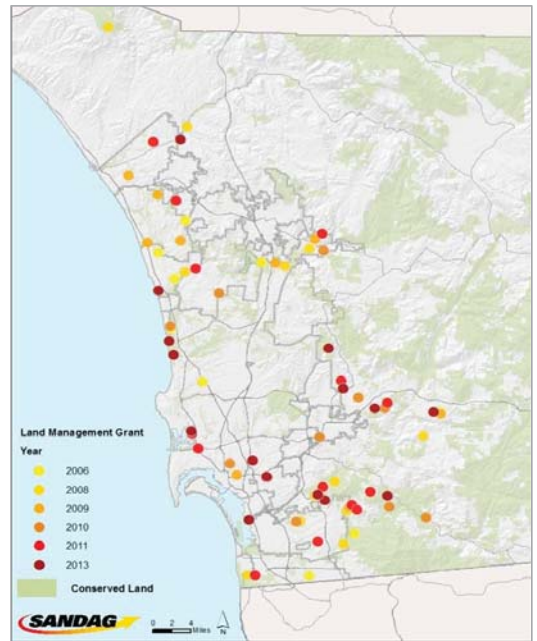 Land Management Grant
Year
2006
2008
2009
2010
2011
2013
Conserved Land
SANDAG
0 2 4
Miles
N